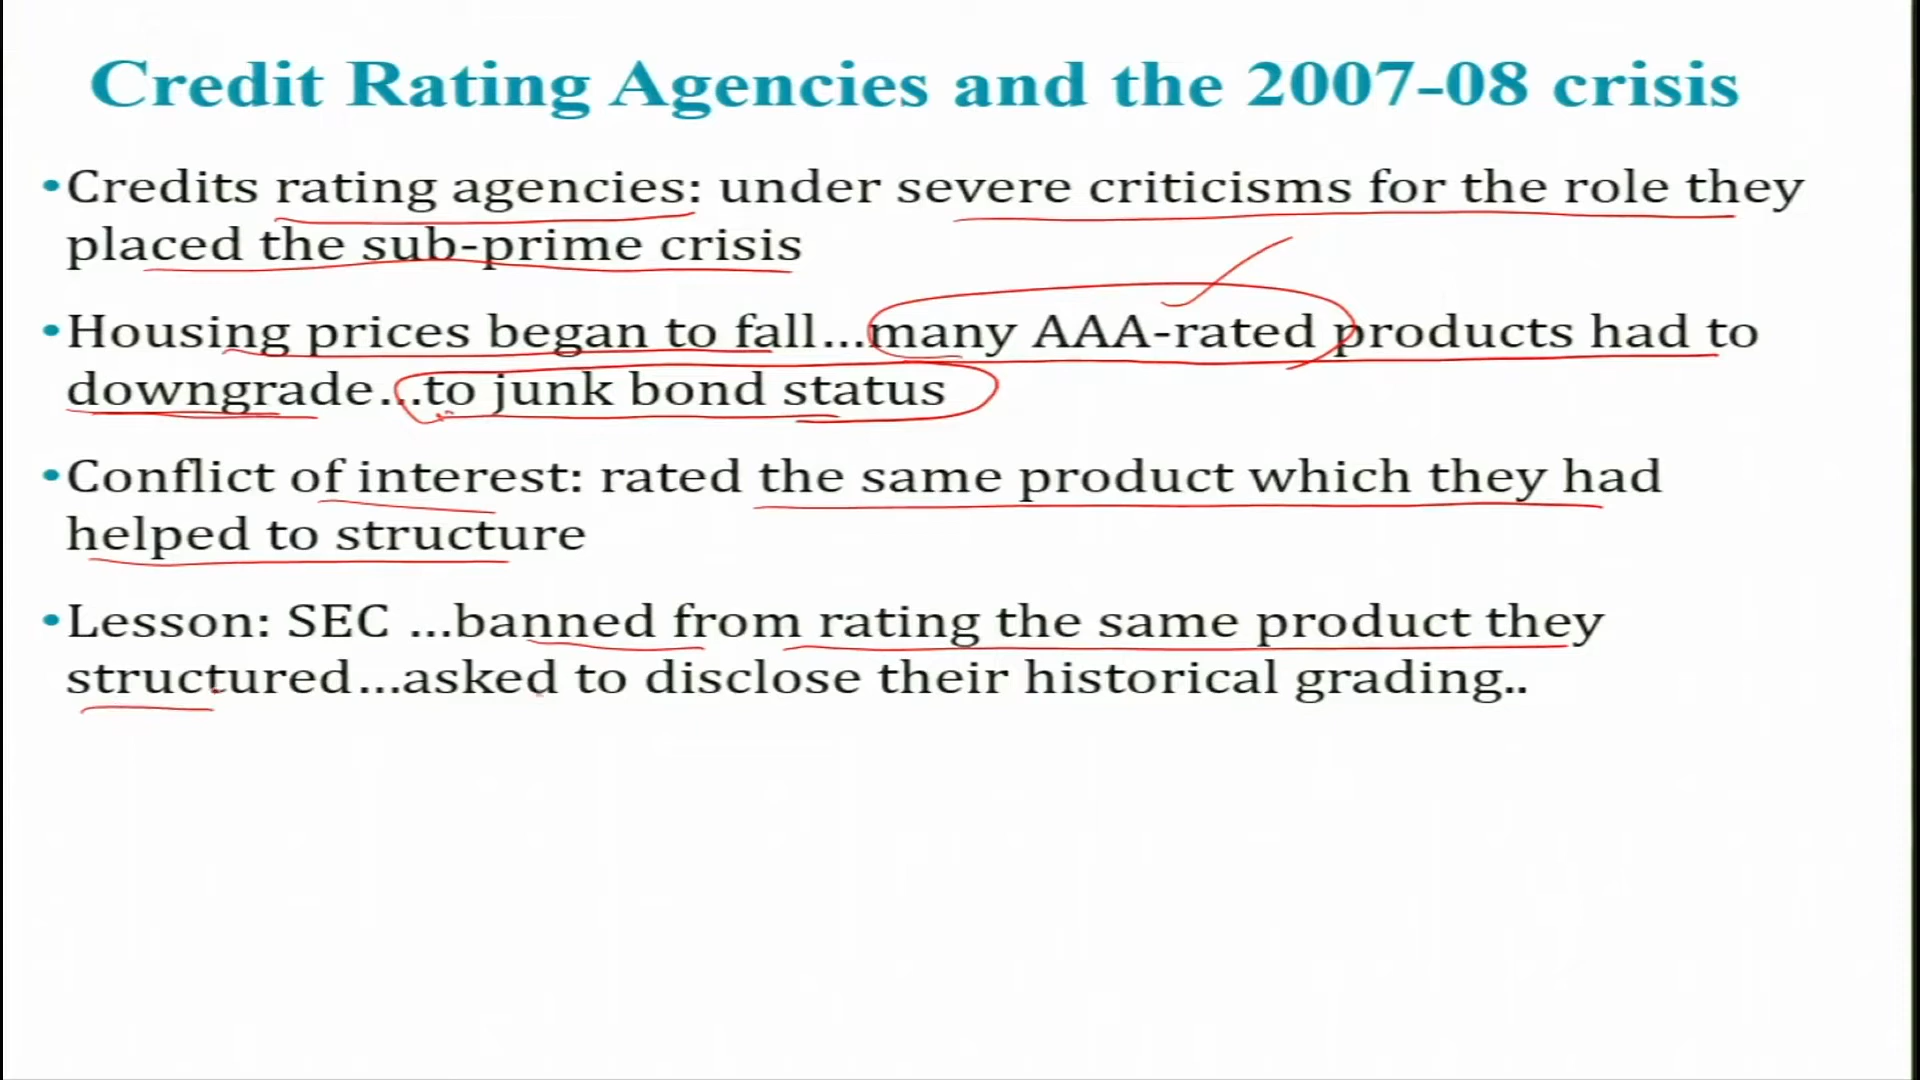 Credit Rating Agencies and the 2007-08 crisis
•Credits rating agencies: under severe criticisms for the role they
placed the sub-prime crisis
•Housing prices began to fall…many AAA-rated products had to
downgrade…to junk bond status
•Conflict of interest: rated the same product which they had
helped to structure
•Lesson: SEC …banned from rating the same product they
structured…asked to disclose their historical grading..